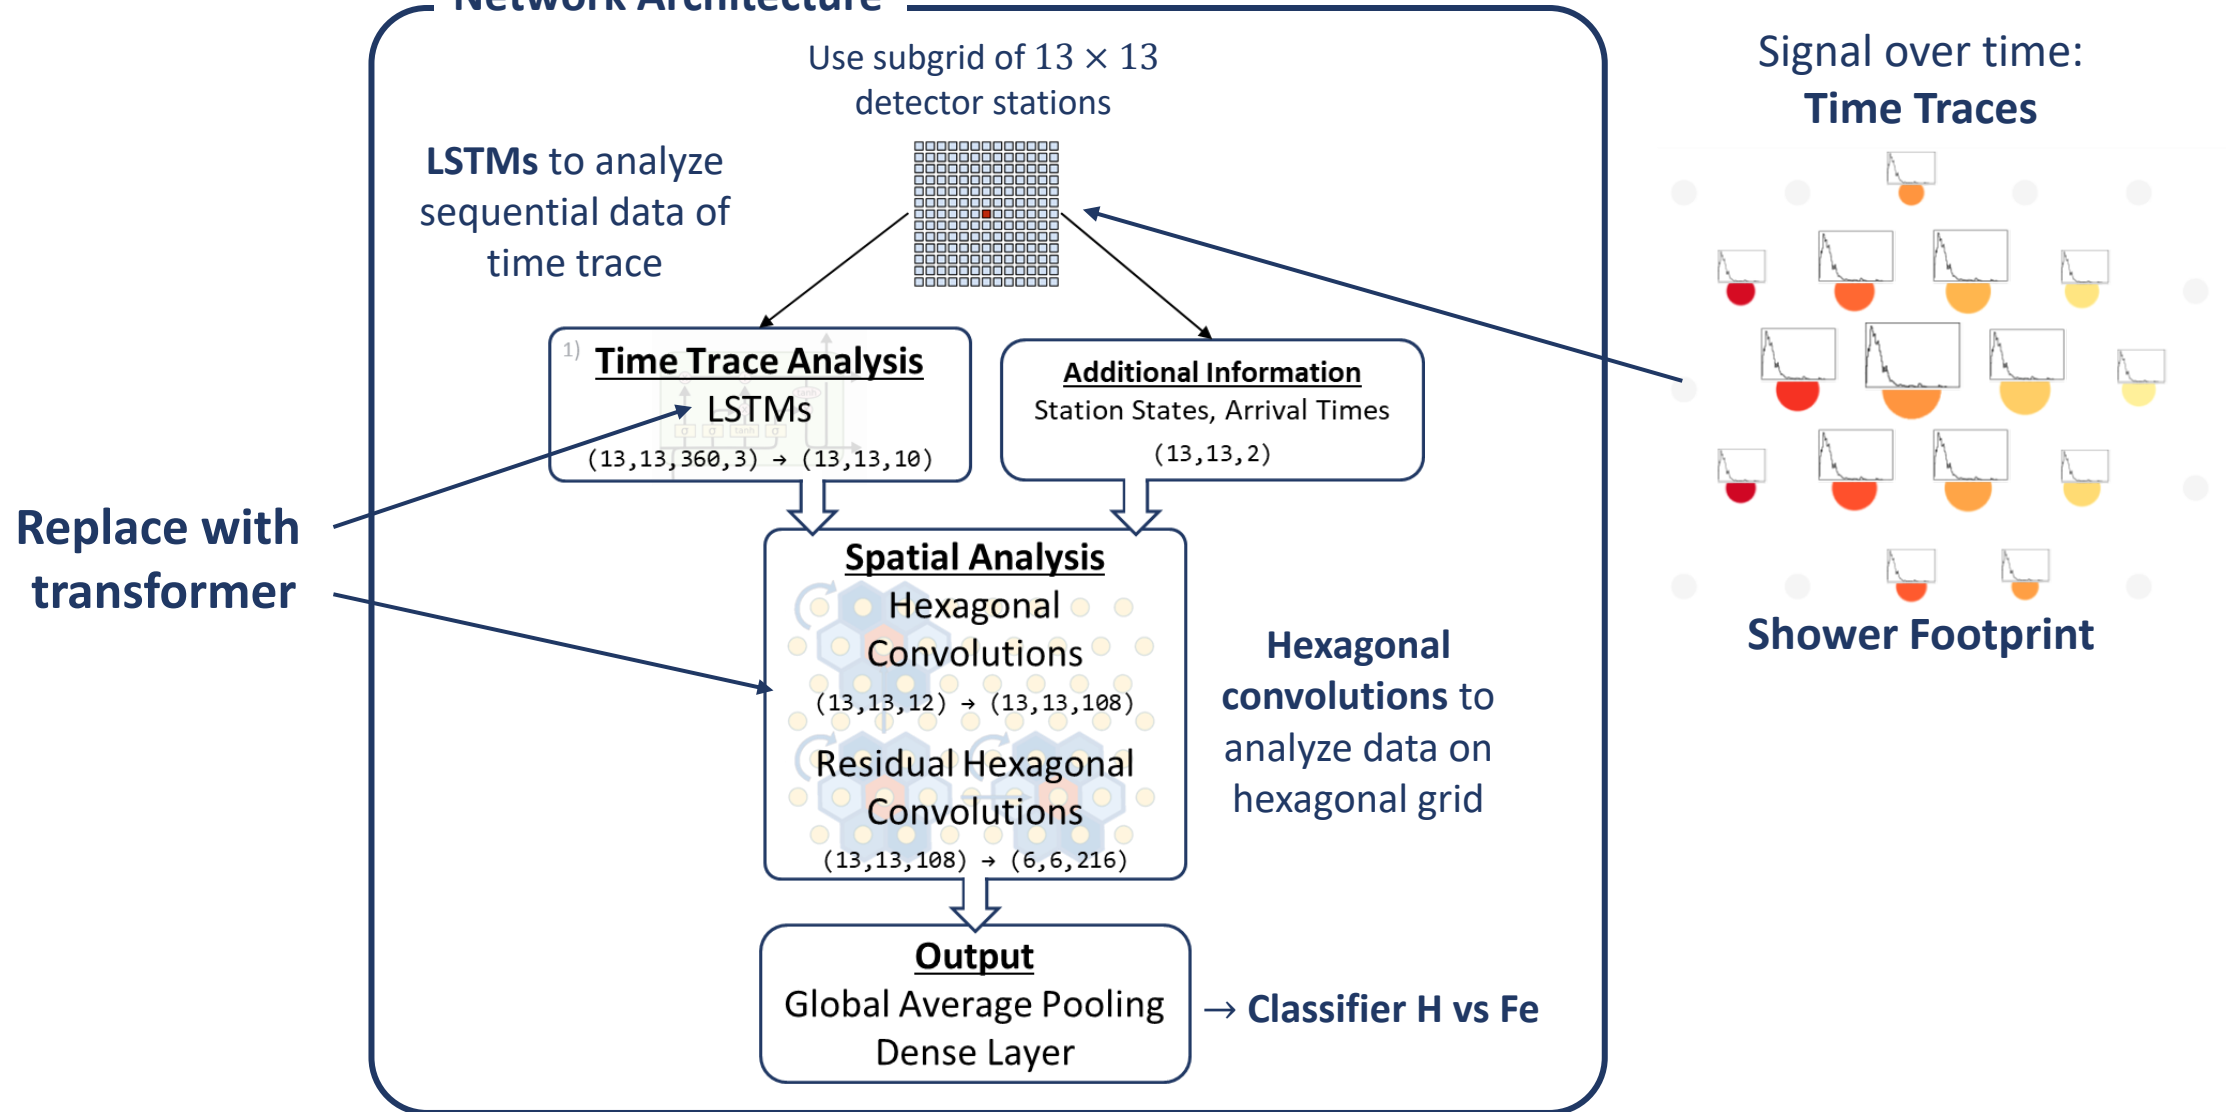 Network Architecture
Use subgrid of 13 × 13
detector stations
LSTMs to analyze
sequential data of
time trace
1)
Time Trace Analysis
LSTMs
(13,13,360,3) → (13,13,10)
Additional Information
Station States, Arrival Times
(13,13,2)
Replace with
transformer
Spatial Analysis
Hexagonal
Convolutions
(13,13,12) → (13,13,108)
Residual Hexagonal
Convolutions
(13,13,108) → (6,6,216)
Hexagonal
convolutions to
analyze data on
hexagonal grid
Output
Global Average Pooling
Dense Layer
→ Classifier H vs Fe
Signal over time:
Time Traces
Shower Footprint